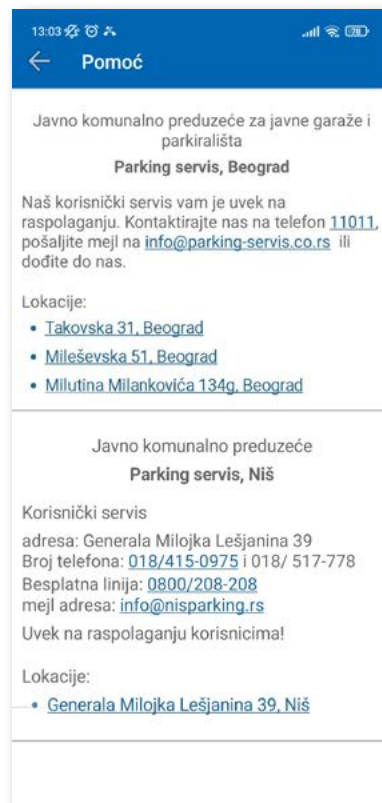 13:03
28
Pomoć
Javno komunalno preduzeće za javne garaže i
parkirališta
Parking servis, Beograd
Naš korisnički servis vam je uvek na
raspolaganju. Kontaktirajte nas na telefon 11011,
pošaljite mejl na info@parking-servis.co.rs ili
dođite do nas.
Lokacije:
• Takovska 31, Beograd
• Mileševska 51, Beograd
• Milutina Milankovića 134g, Beograd
Javno komunalno preduzeće
Parking servis, Niš
Korisnički servis
adresa: Generala Milojka Lešjanina 39
Broj telefona: 018/415-0975 i 018/ 517-778
Besplatna linija: 0800/208-208
mejl adresa: info@nisparking.rs
Uvek na raspolaganju korisnicima!
Lokacije:
• Generala Milojka Lešjanina 39, Niš